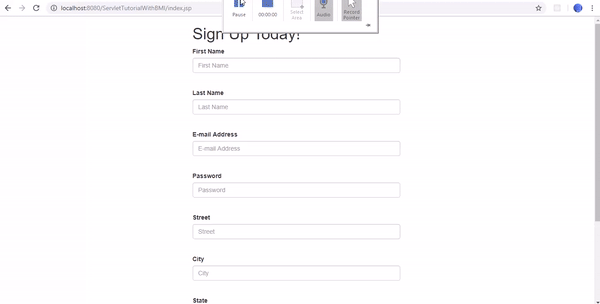 localhost:8080/ServletTutorialWithBMI/index.jsp
Pause
00:00:00
Select Area
Audio
Record Pointer
Sign Up Today!
First Name
First Name
Last Name
Last Name
E-mail Address
E-mail Address
Password
Password
Street
Street
City
City
State